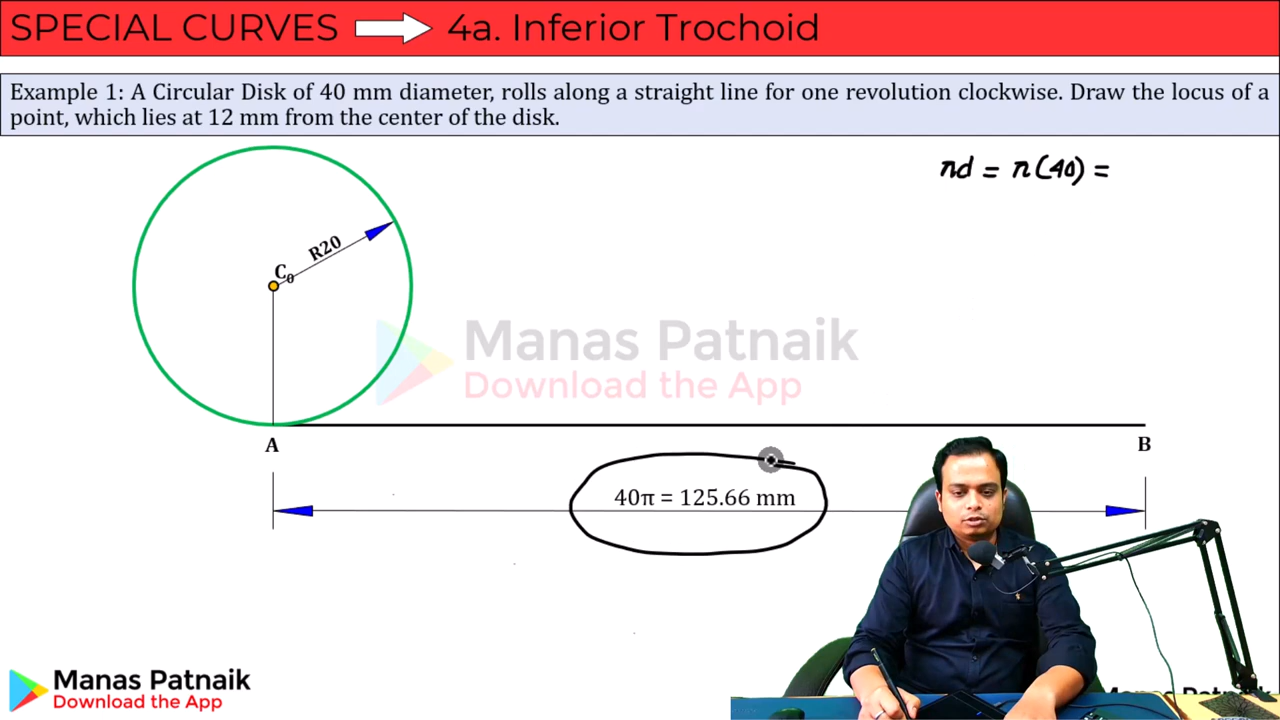 SPECIAL CURVES 4a. Inferior Trochoid
Example 1: A Circular Disk of 40 mm diameter, rolls along a straight line for one revolution clockwise. Draw the locus of a
point, which lies at 12 mm from the center of the disk.
πd = π(40) =
R20
C₀
Manas Patnaik
Download the App
A
B
40π = 125.66 mm
Manas Patnaik
Download the App
Manas Patnaik